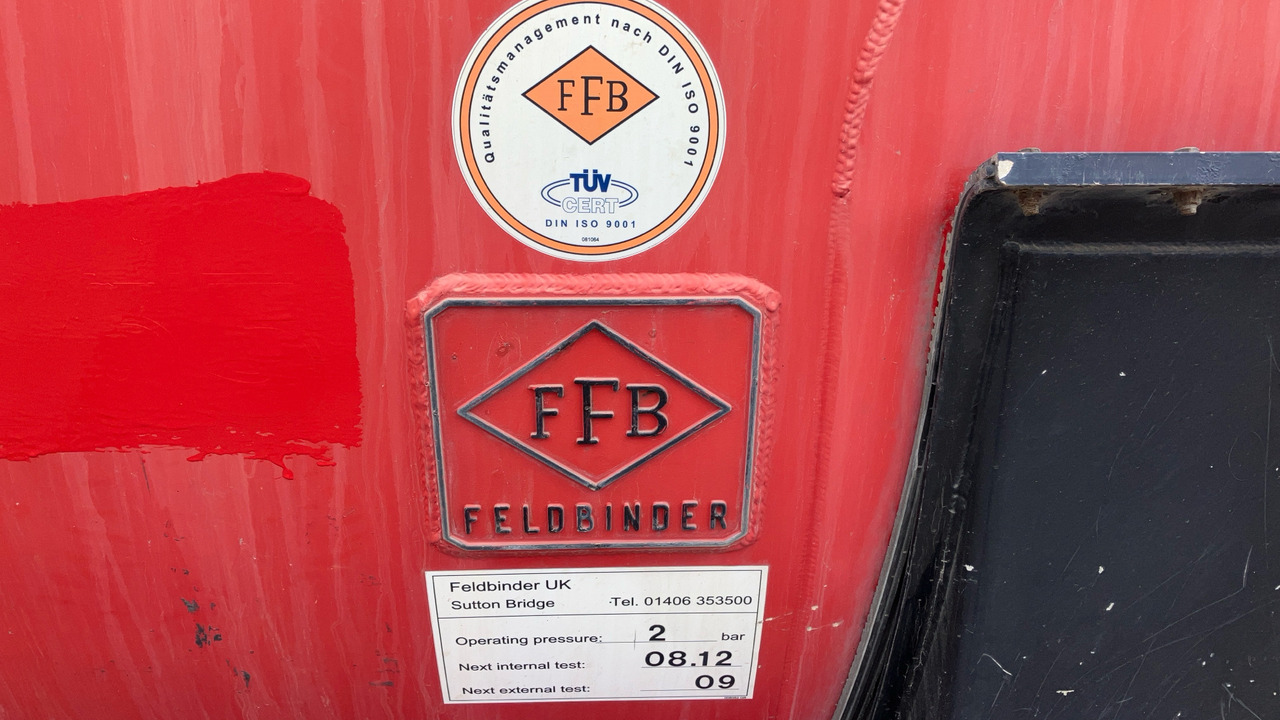 Qualitätsmanagement nach DIN ISO 9001
FFB
TÜV
CERT
DIN ISO 9001
081084
FFB
FELDBINDER
Feldbinder UK
Sutton Bridge Tel. 01406 353500
Operating pressure: 2 bar
Next internal test: 08.12
Next external test: 09